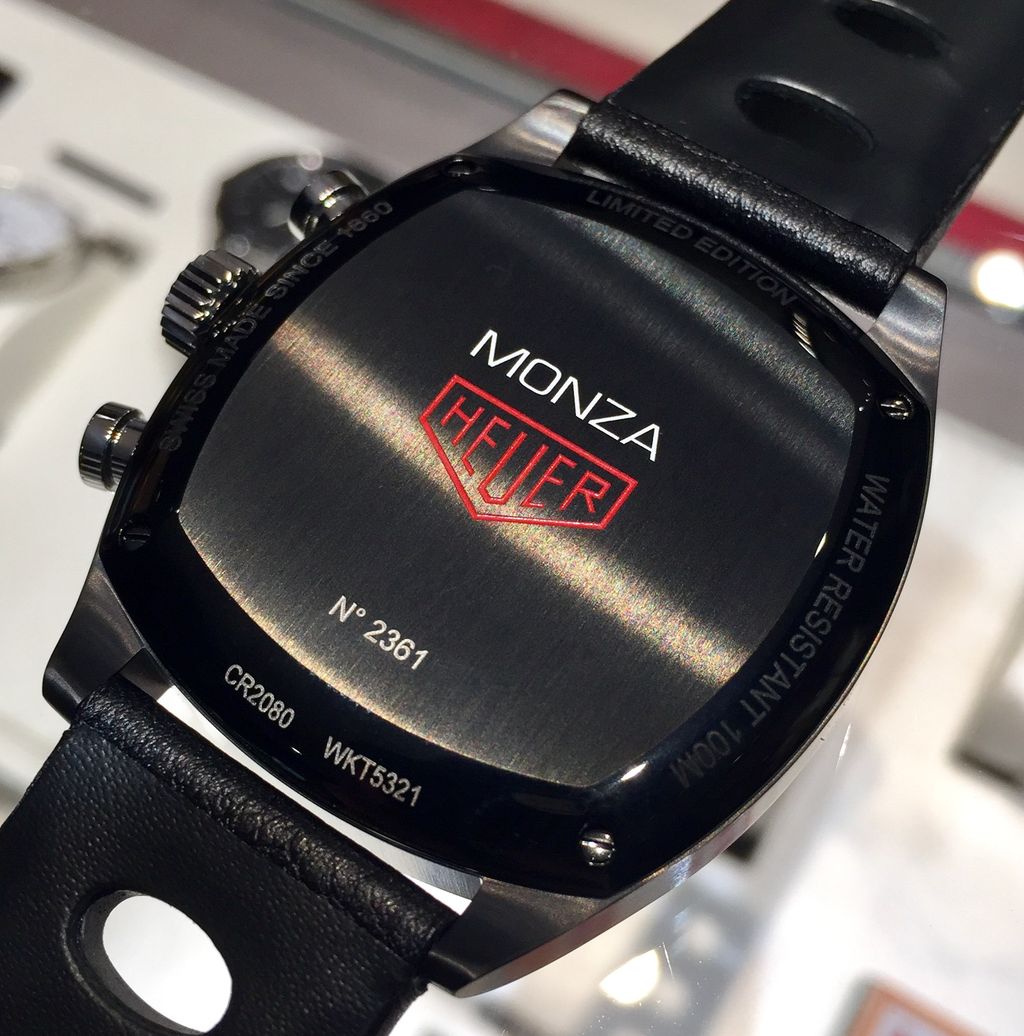 LIMITED EDITION
SWISS MADE SINCE 1860
MONZA
HEUER
N° 2361
WATER RESISTANT 100M
CR2080
WKT5321